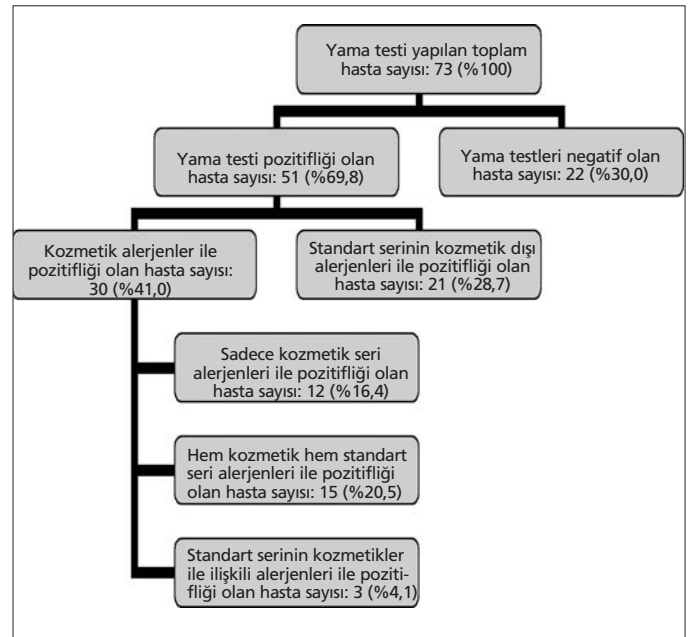 Yama testi yapılan toplam
hasta sayısı: 73 (%100)
Yama testi pozitifliği olan
hasta sayısı: 51 (%69,8)
Yama testleri negatif olan
hasta sayısı: 22 (%30,0)
Kozmetik alerjenler ile
pozitifliği olan hasta sayısı:
30 (%41,0)
Standart serinin kozmetik dışı
alerjenleri ile pozitifliği olan
hasta sayısı: 21 (%28,7)
Sadece kozmetik seri
alerjenleri ile pozitifliği olan
hasta sayısı: 12 (%16,4)
Hem kozmetik hem standart
seri alerjenleri ile pozitifliği
olan hasta sayısı: 15 (%20,5)
Standart serinin kozmetikler
ile ilişkili alerjenleri ile poziti-
fliği olan hasta sayısı: 3 (%4,1)